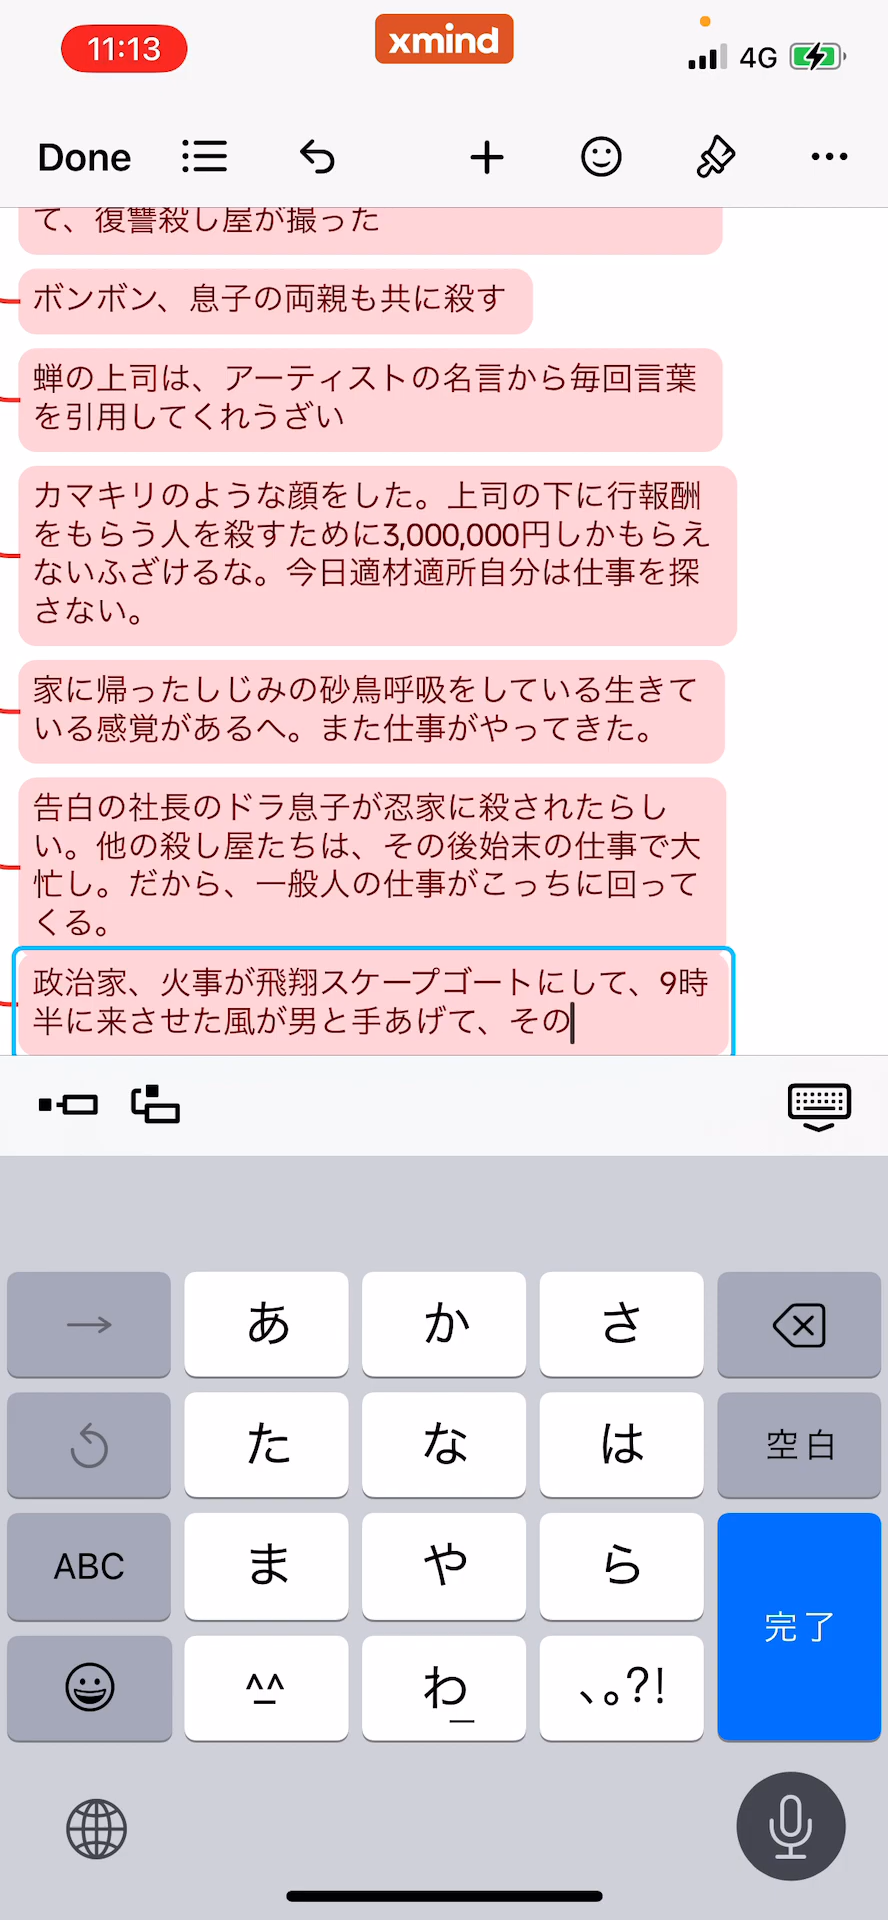 11:13
xmind
4G
Done
て、復讐殺し屋が撮った
ボンボン、息子の両親も共に殺す
蝉の上司は、アーティストの名言から毎回言葉
を引用してくれうざい
カマキリのような顔をした。上司の下に行報酬
をもらう人を殺すために3,000,000円しかもらえ
ないふざけるな。今日適材適所自分は仕事を探
さない。
家に帰ったしじみの砂鳥呼吸をしている生きて
いる感覚があるへ。また仕事がやってきた。
告白の社長のドラ息子が忍家に殺されたらし
い。他の殺し屋たちは、その後始末の仕事で大
忙し。だから、一般人の仕事がこっちに回って
くる。
政治家、火事が飛翔スケープゴートにして、9時
半に来させた風が男と手あげて、その
あ
か
さ
た
な
は
空白
ABC
ま
や
ら
完了
^^
わ
、。?!